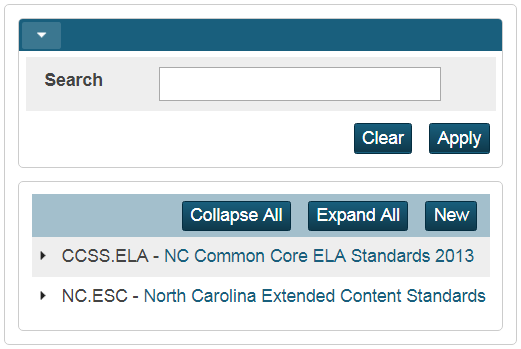 Search
Clear Apply
Collapse All Expand All New
CCSS.ELA - NC Common Core ELA Standards 2013
NC.ESC - North Carolina Extended Content Standards